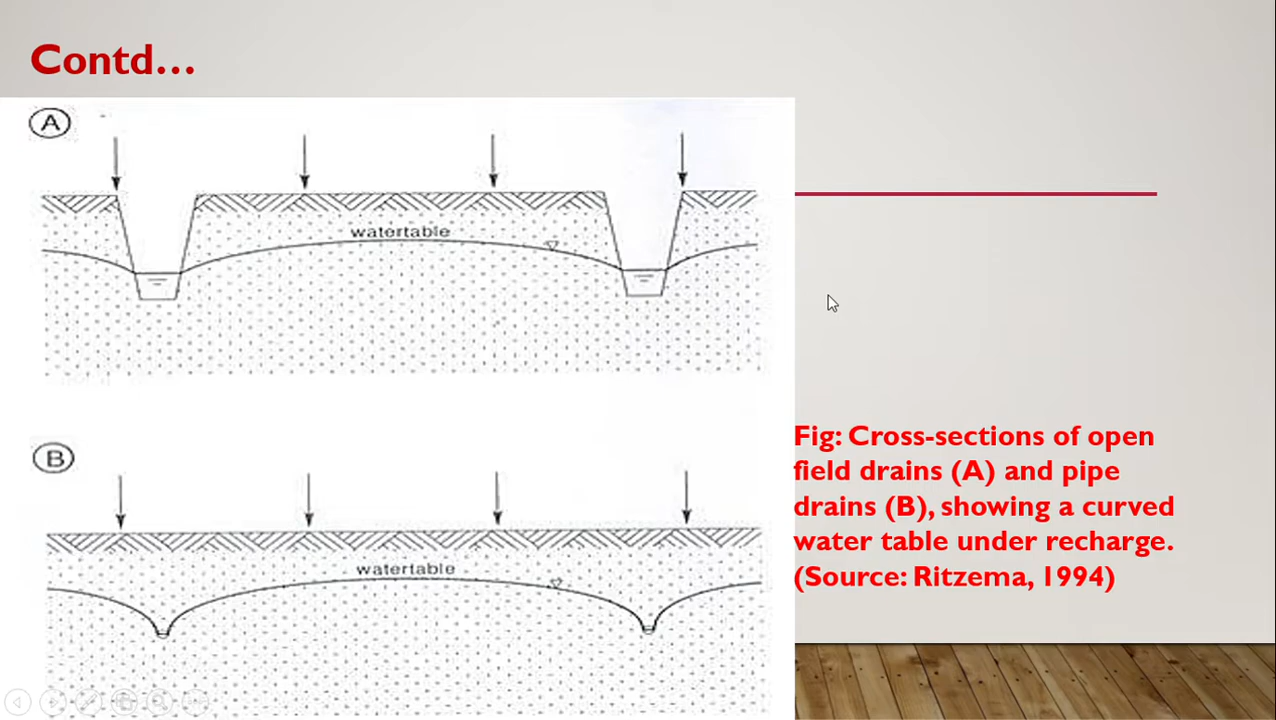 Contd...
A
watertable
B
watertable
Fig: Cross-sections of open
field drains (A) and pipe
drains (B), showing a curved
water table under recharge.
(Source: Ritzema, 1994)